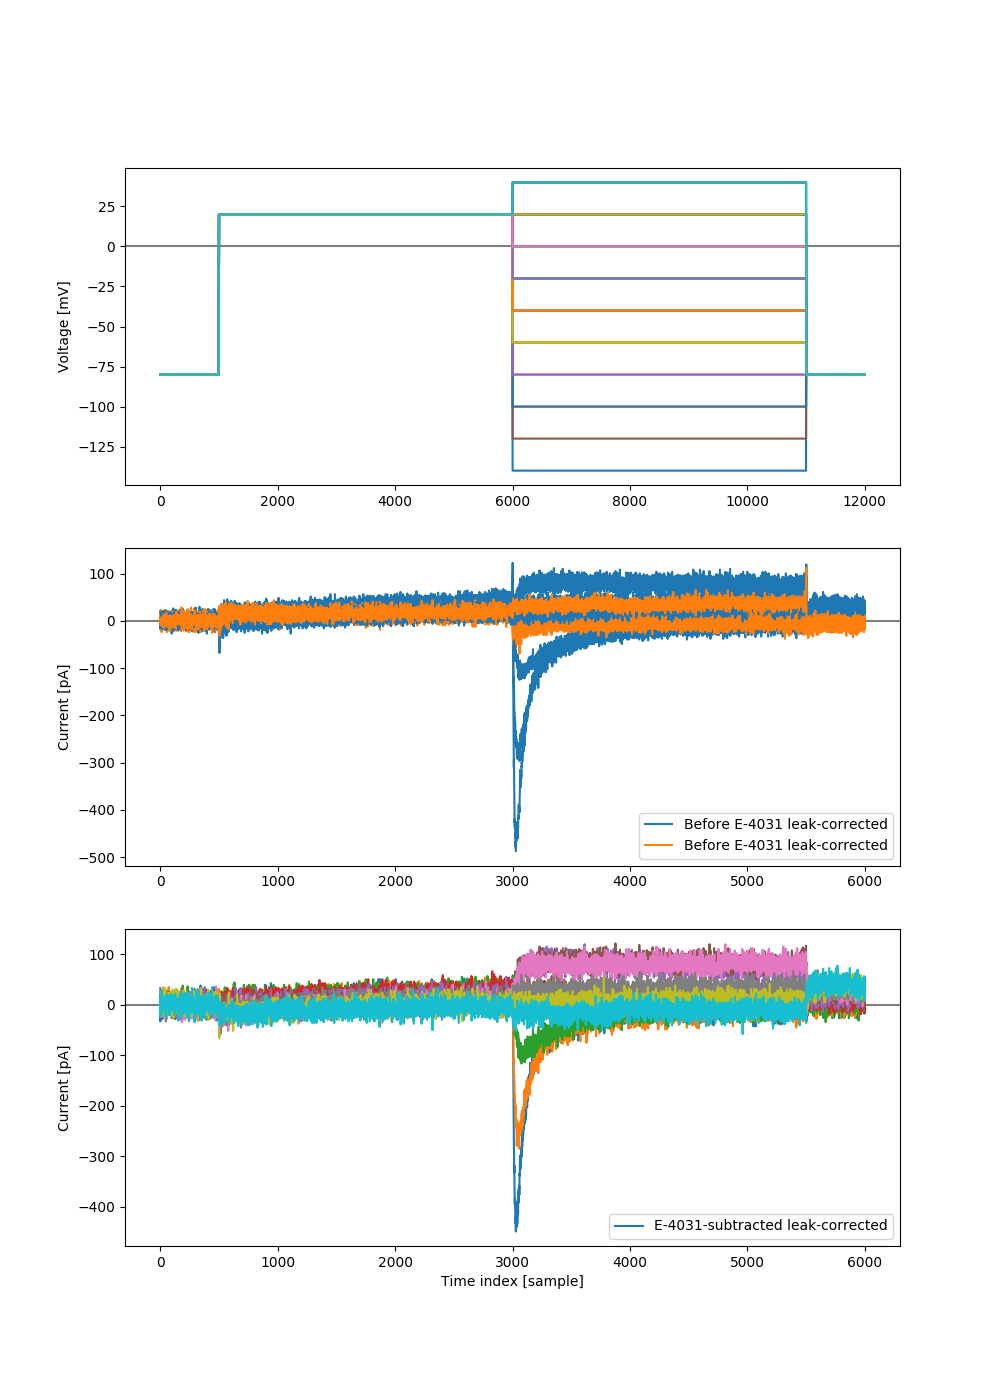 25
0
−25
−50
−75
−100
−125
Voltage [mV]
0 2000 4000 6000 8000 10000 12000
100
0
−100
−200
−300
−400
−500
Current [pA]
Before E-4031 leak-corrected
Before E-4031 leak-corrected
0 1000 2000 3000 4000 5000 6000
100
0
−100
−200
−300
−400
Current [pA]
E-4031-subtracted leak-corrected
0 1000 2000 3000 4000 5000 6000
Time index [sample]